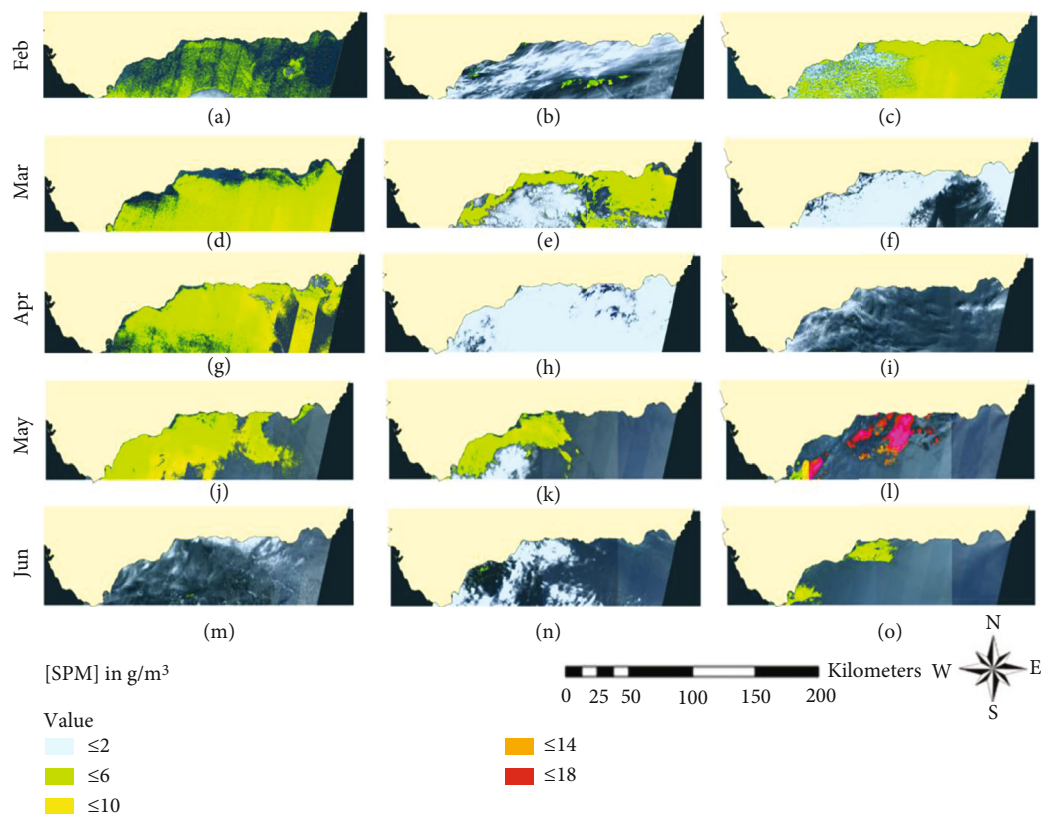 Feb
(a) (b) (c)
Mar
(d) (e) (f)
Apr
(g) (h) (i)
May
(j) (k) (l)
Jun
(m) (n) (o)
[SPM] in g/m³
0 25 50 100 150 200 Kilometers
N
W E
S
Value
≤2
≤6
≤10
≤14
≤18